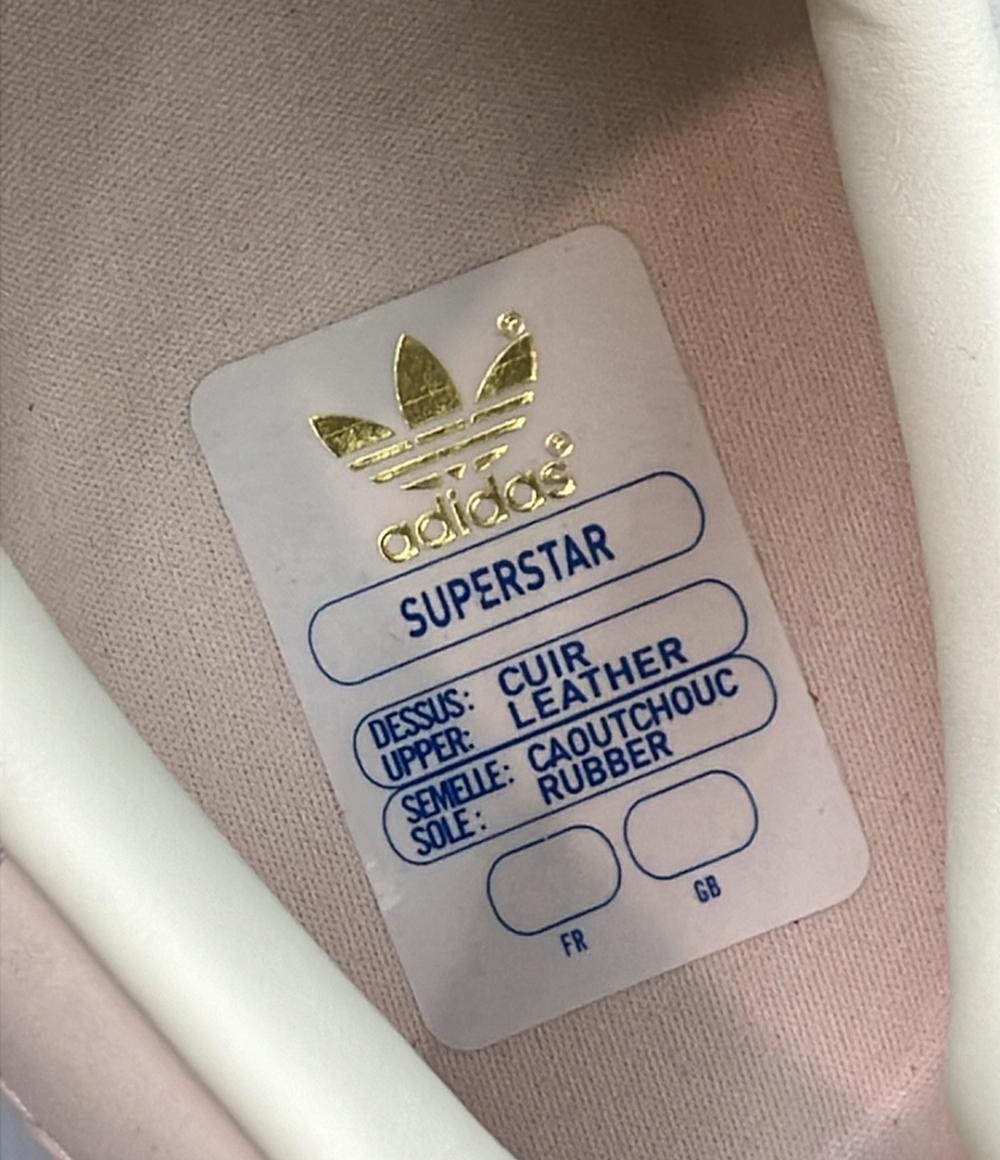 ®
adidas®
SUPERSTAR
DESSUS: CUIR
UPPER: LEATHER
SEMELLE: CAOUTCHOUC
SOLE: RUBBER
FR GB